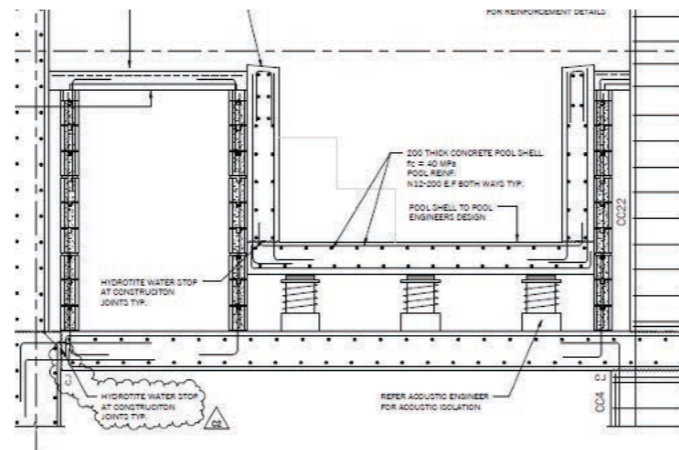 FOR REINFORCEMENT DETAILS
200 THICK CONCRETE POOL SHELL
f'c = 40 MPa
POOL REINF:
N12-200 E.F BOTH WAYS TYP.
POOL SHELL TO POOL
ENGINEERS DESIGN
CC22
HYDROTITE WATER STOP
AT CONSTRUCITON
JOINTS TYP.
CJ
HYDROTITE WATER STOP
AT CONSTRUCITON
JOINTS TYP.
C2
REFER ACOUSTIC ENGINEER
FOR ACOUSTIC ISOLATION
CJ
CC4